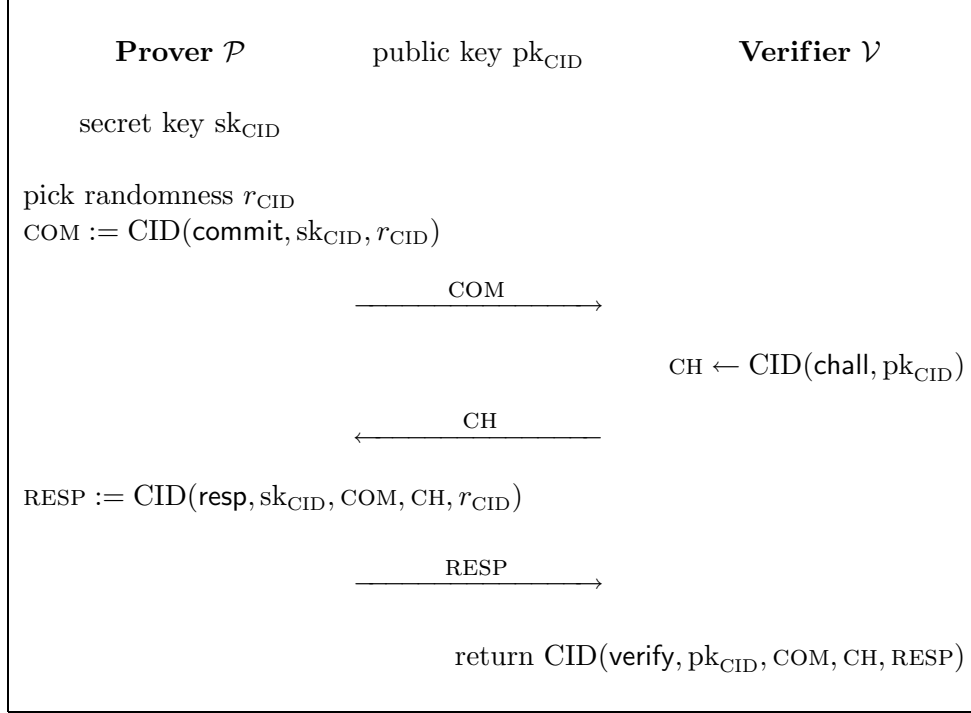 Prover 𝒫 public key pk_CID Verifier 𝒱
secret key sk_CID
pick randomness r_CID
COM := CID(commit, sk_CID, r_CID)
COM
CH ← CID(chall, pk_CID)
CH
RESP := CID(resp, sk_CID, COM, CH, r_CID)
RESP
return CID(verify, pk_CID, COM, CH, RESP)